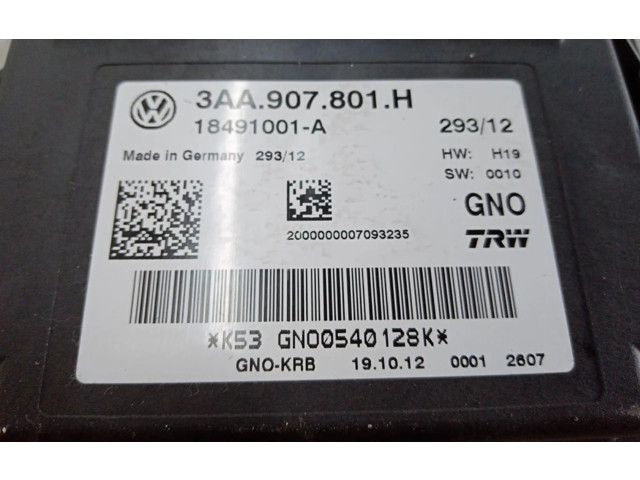 3AA.907.801.H
18491001-A 293/12
Made in Germany 293/12 HW: H19
SW: 0010
GNO
2000000007093235
TRW
*K53 GNO0540128K*
GNO-KRB 19.10.12 0001 2607